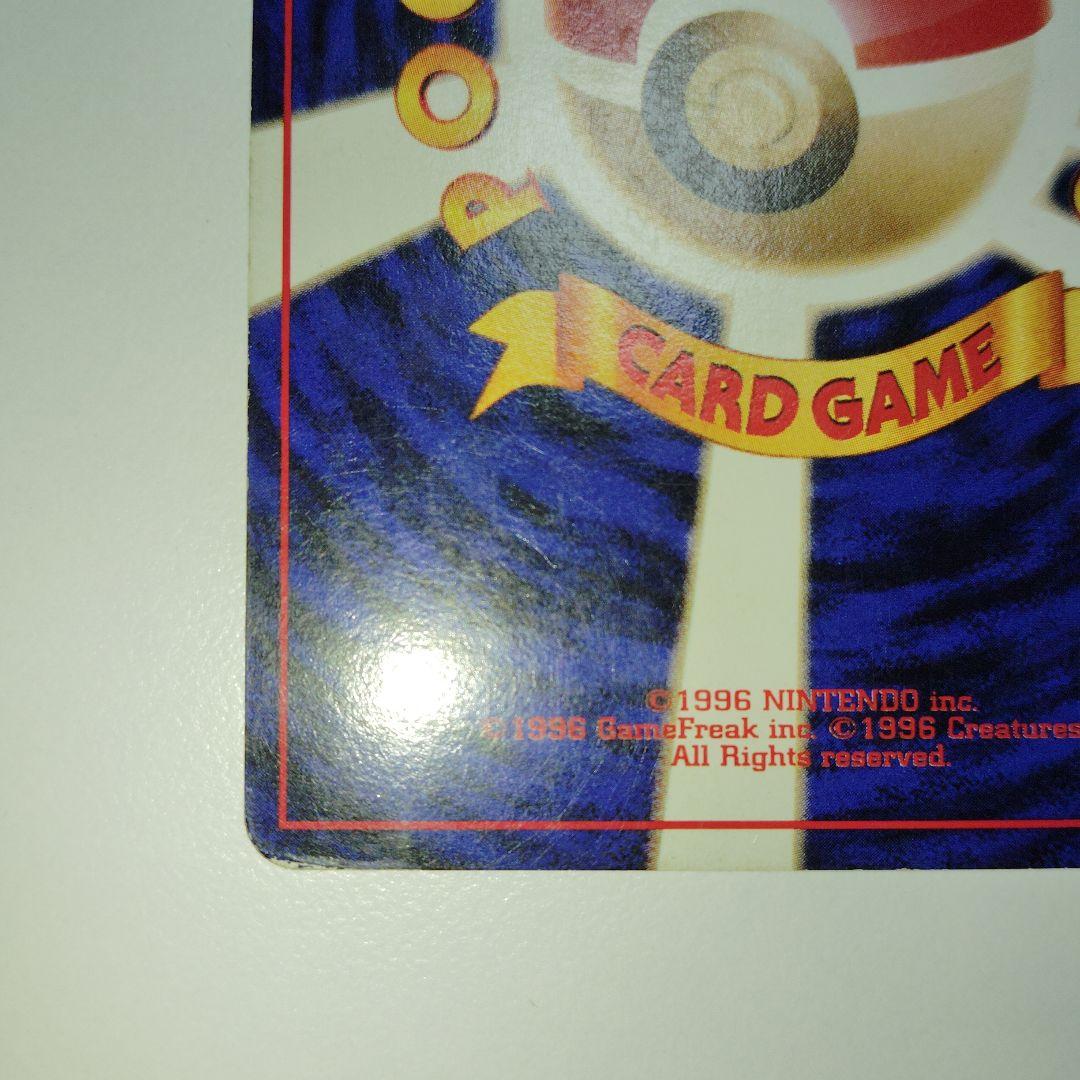 CARD GAME
©1996 NINTENDO inc.
©1996 GameFreak inc. ©1996 Creatures
All Rights reserved.